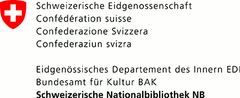 Schweizerische Eidgenossenschaft
Confédération suisse
Confederazione Svizzera
Confederaziun svizra
Eidgenössisches Departement des Innern EDI
Bundesamt für Kultur BAK
Schweizerische Nationalbibliothek NB